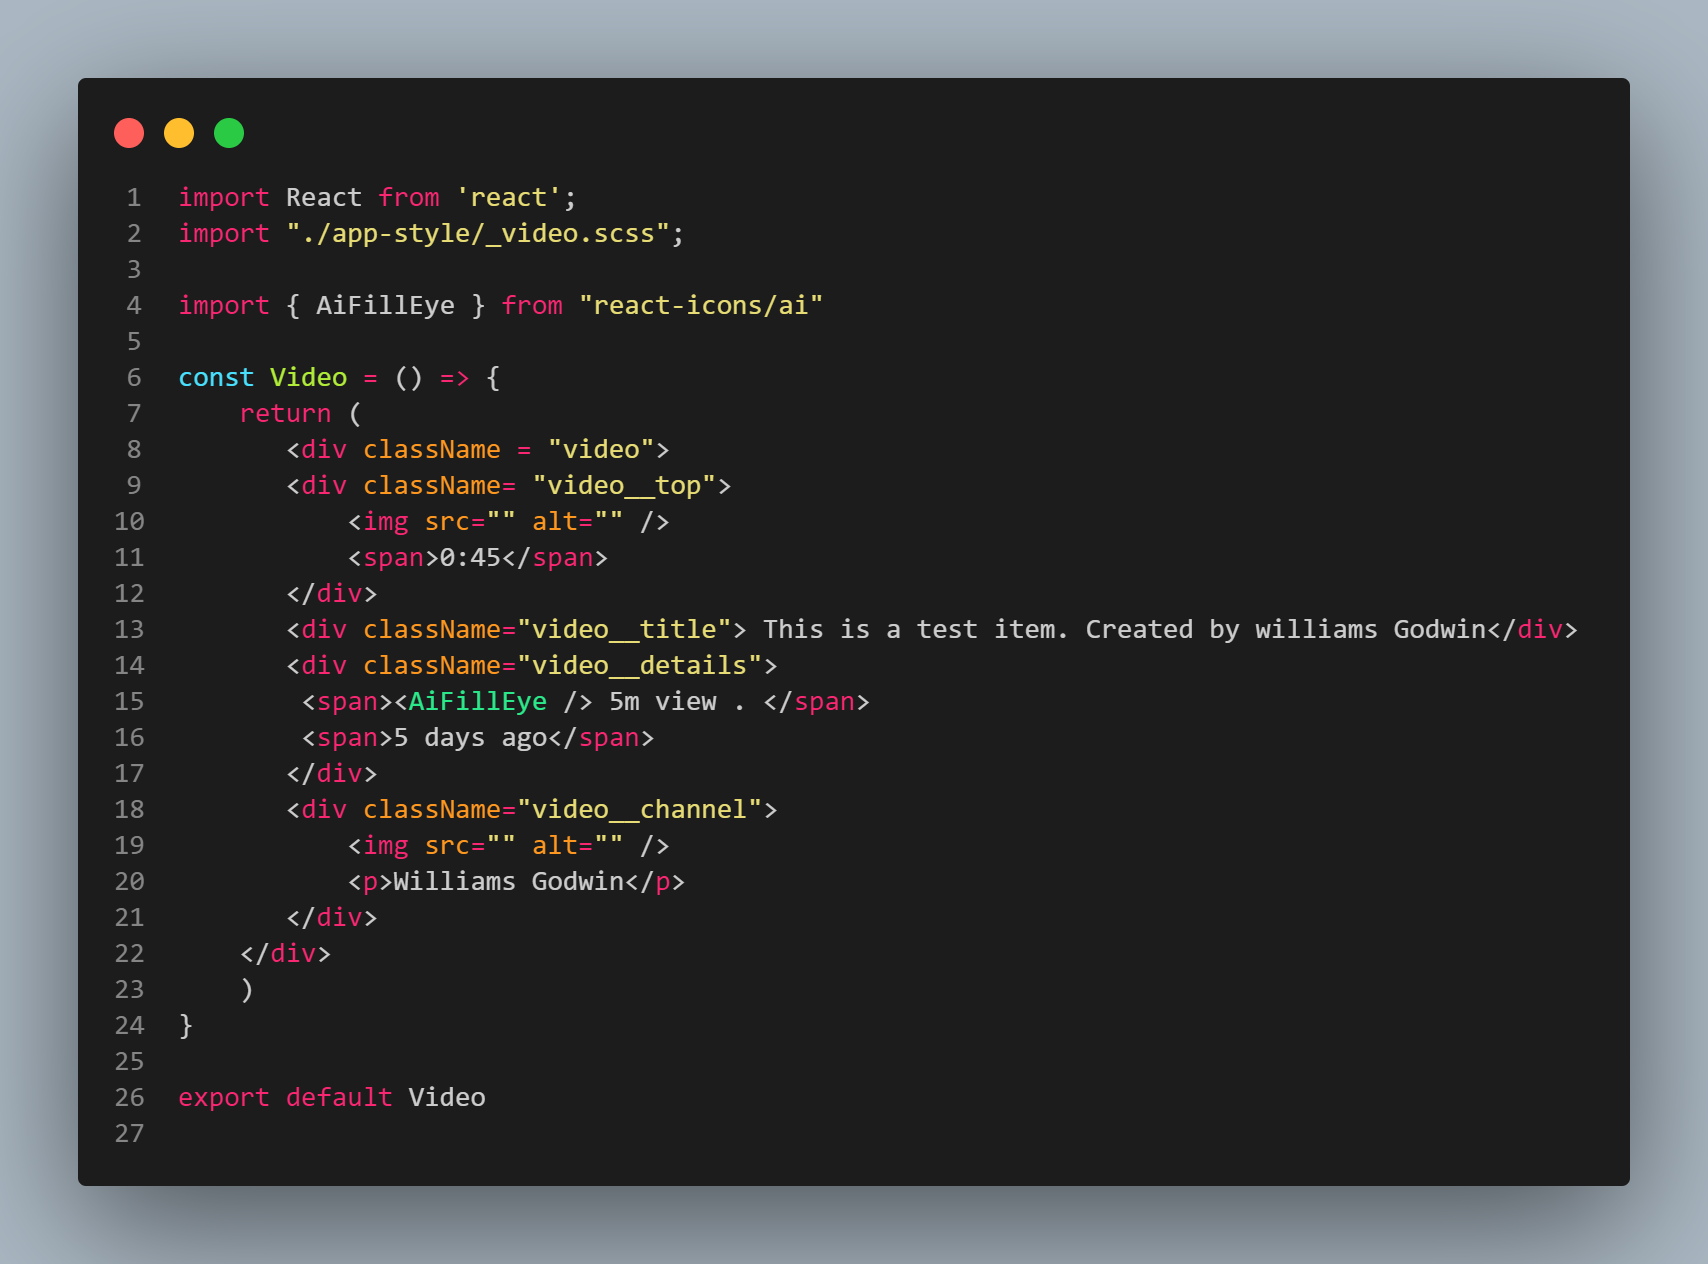 1 import React from 'react';
2 import "./app-style/_video.scss";
3
4 import { AiFillEye } from "react-icons/ai"
5
6 const Video = () => {
7     return (
8        <div className = "video">
9        <div className= "video__top">
10            <img src="" alt="" />
11            <span>0:45</span>
12        </div>
13        <div className="video__title"> This is a test item. Created by williams Godwin</div>
14        <div className="video__details">
15         <span><AiFillEye /> 5m view . </span>
16         <span>5 days ago</span>
17        </div>
18        <div className="video__channel">
19            <img src="" alt="" />
20            <p>Williams Godwin</p>
21        </div>
22     </div>
23     )
24 }
25
26 export default Video
27